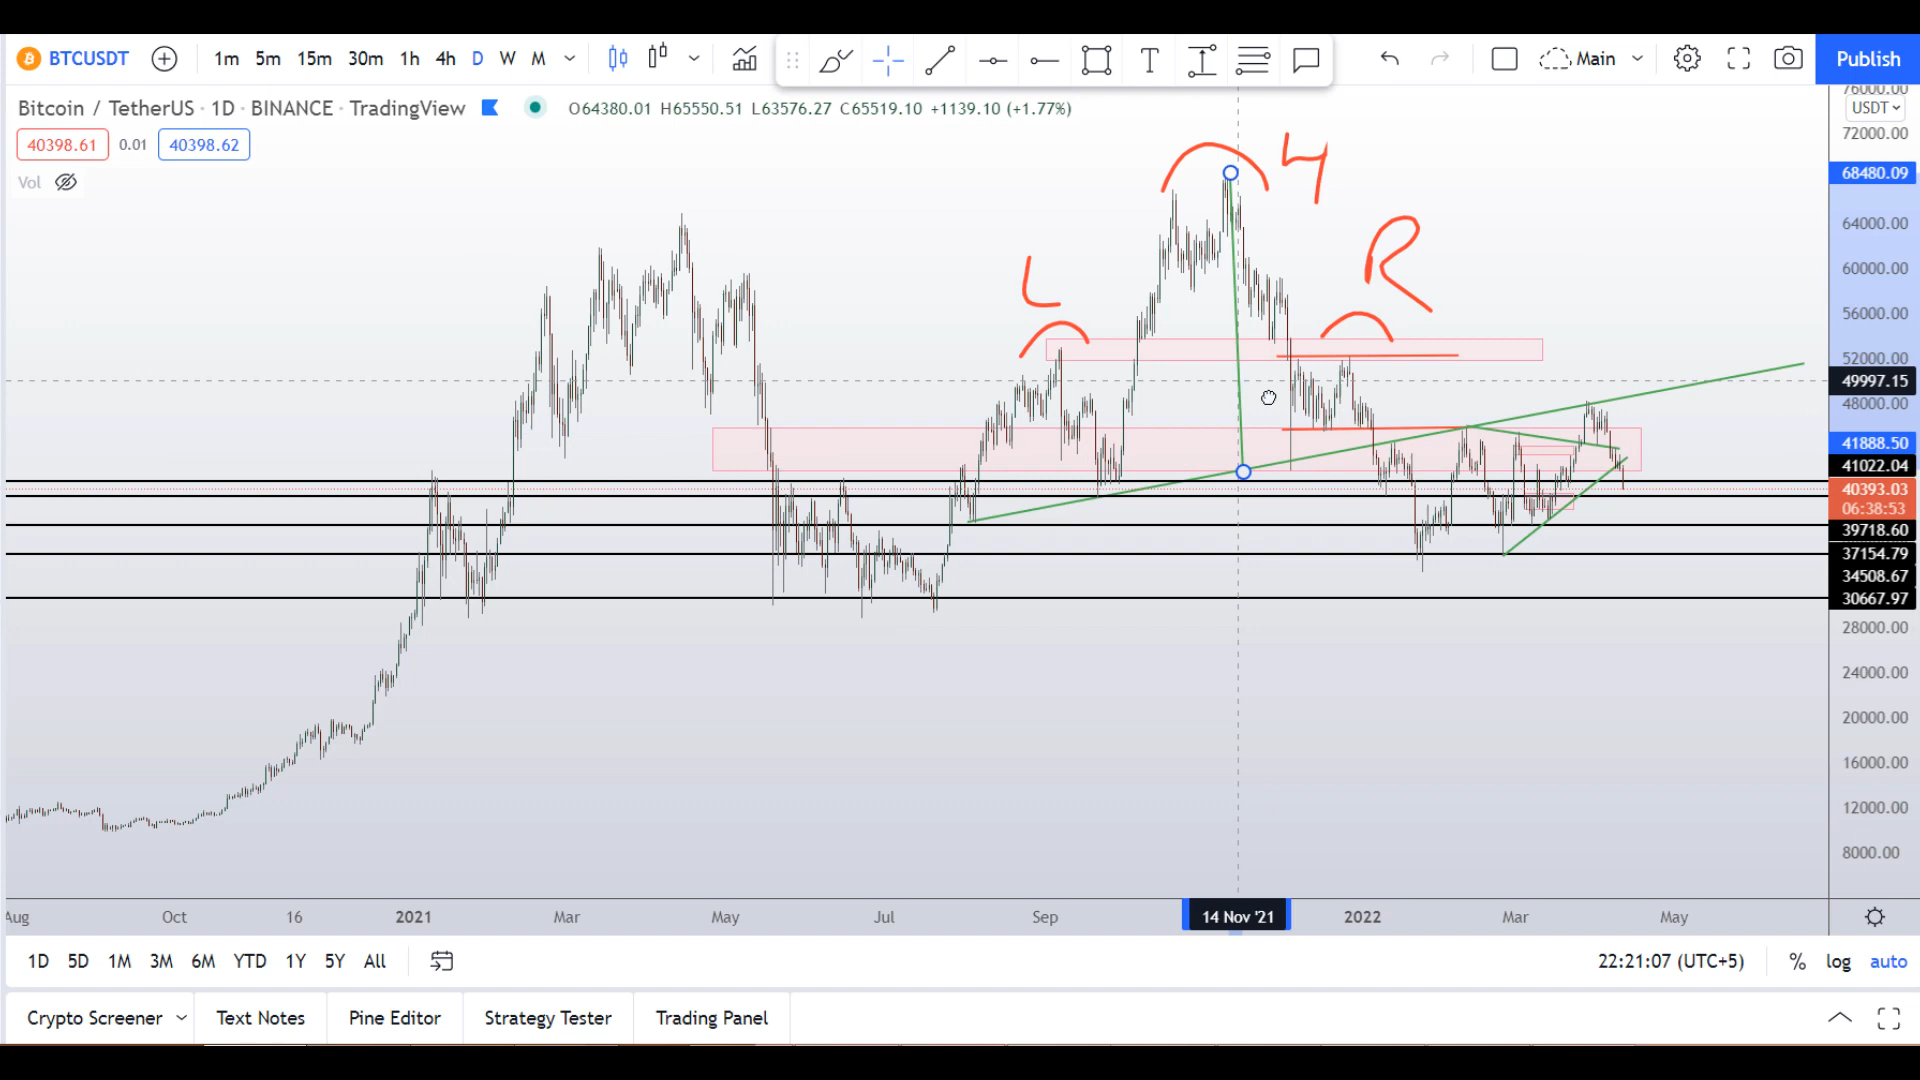 BTCUSDT 1m 5m 15m 30m 1h 4h D W M T Main Publish
Bitcoin / TetherUS · 1D · BINANCE · TradingView O64380.01 H65550.51 L63576.27 C65519.10 +1139.10 (+1.77%)
40398.61 0.01 40398.62
Vol
76000.00
USDT
72000.00
68480.09
64000.00
60000.00
56000.00
52000.00
49997.15
48000.00
41888.50
41022.04
40393.03
06:38:53
39718.60
37154.79
34508.67
30667.97
28000.00
24000.00
20000.00
16000.00
12000.00
8000.00
L
H
R
Aug Oct 16 2021 Mar May Jul Sep 14 Nov '21 2022 Mar May
1D 5D 1M 3M 6M YTD 1Y 5Y All 22:21:07 (UTC+5) % log auto
Crypto Screener Text Notes Pine Editor Strategy Tester Trading Panel